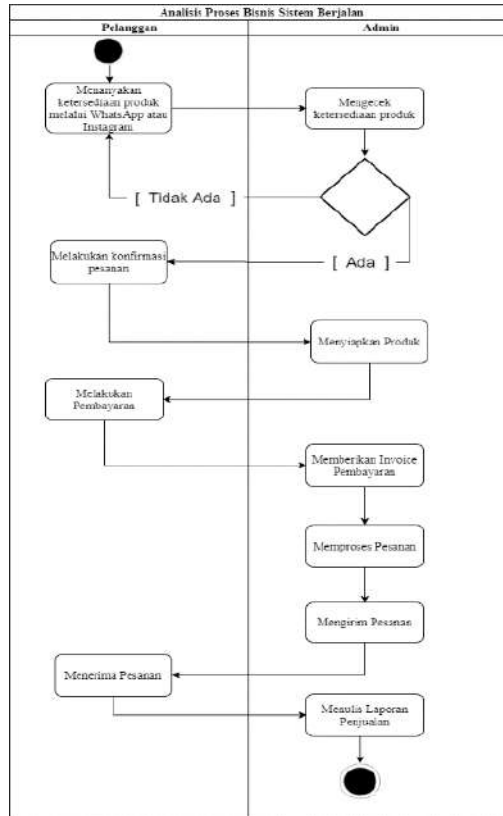 Analisis Proses Bisnis Sistem Berjalan
Pelanggan
Admin
Menanyakan
ketersediaan produk
melalui WhatsApp atau
Instagram
Mengecek
ketersediaan produk
[ Tidak Ada ]
[ Ada ]
Melakukan konfirmasi
pesanan
Menyiapkan Produk
Melakukan
Pembayaran
Memberikan Invoice
Pembayaran
Memproses Pesanan
Mengirim Pesanan
Menerima Pesanan
Menulis Laporan
Penjualan